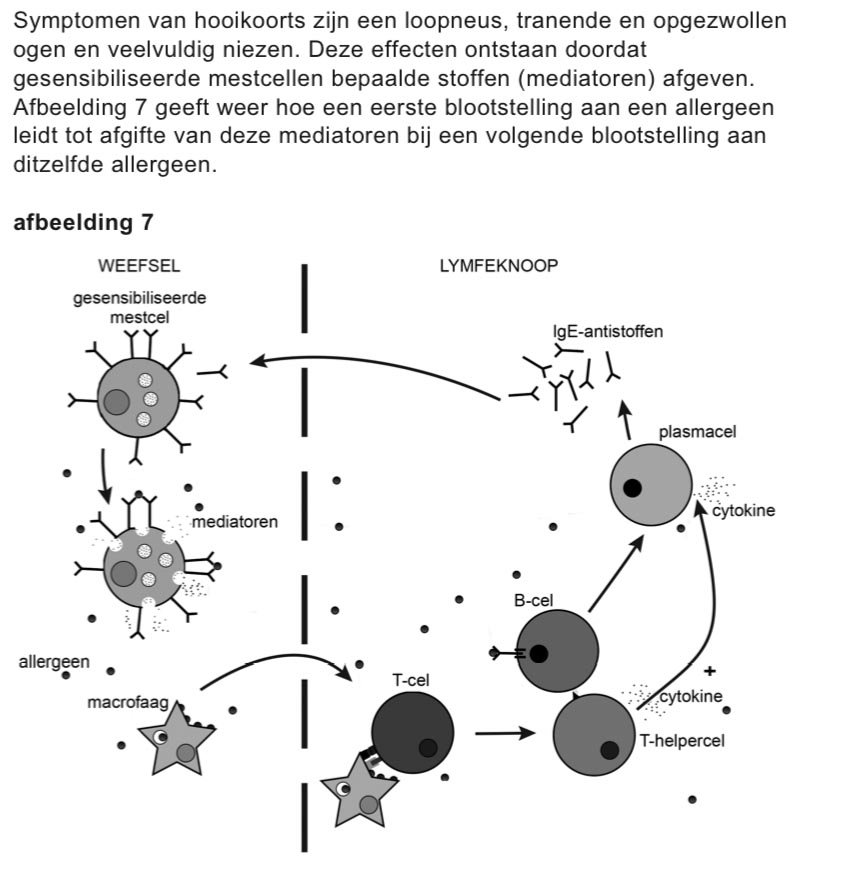 Symptomen van hooikoorts zijn een loopneus, tranende en opgezwollen
ogen en veelvuldig niezen. Deze effecten ontstaan doordat
gesensibiliseerde mestcellen bepaalde stoffen (mediatoren) afgeven.
Afbeelding 7 geeft weer hoe een eerste blootstelling aan een allergeen
leidt tot afgifte van deze mediatoren bij een volgende blootstelling aan
ditzelfde allergeen.
afbeelding 7
WEEFSEL
LYMFEKNOOP
gesensibiliseerde
mestcel
IgE-antistoffen
plasmacel
cytokine
mediatoren
B-cel
allergeen
macrofaag
T-cel
+
cytokine
T-helpercel